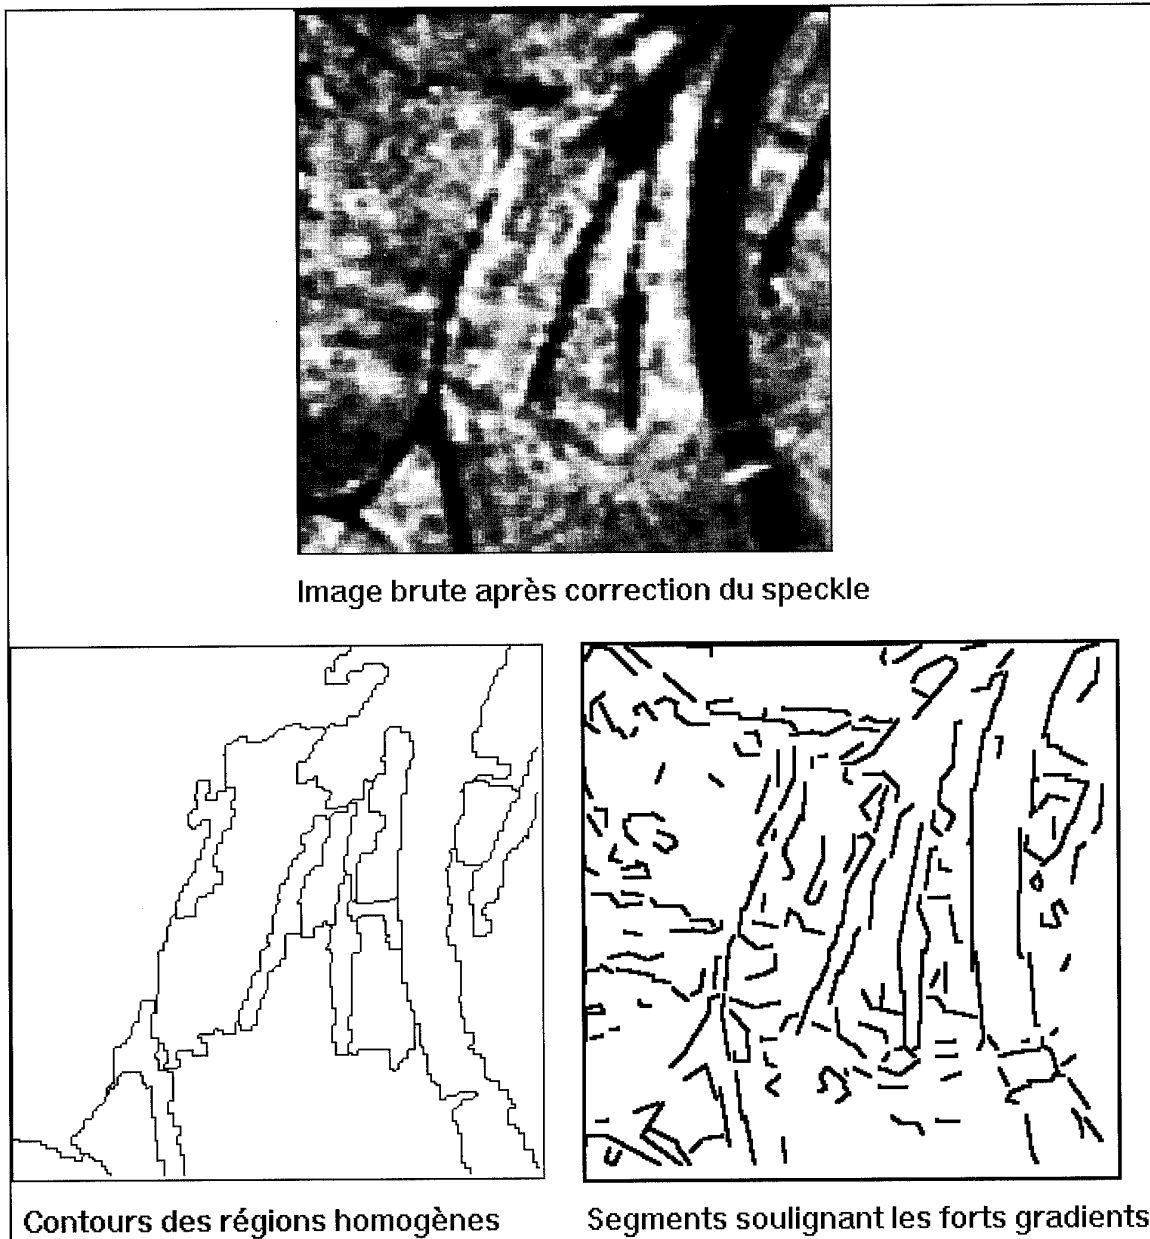 Image brute après correction du speckle
Contours des régions homogènes
Segments soulignant les forts gradients